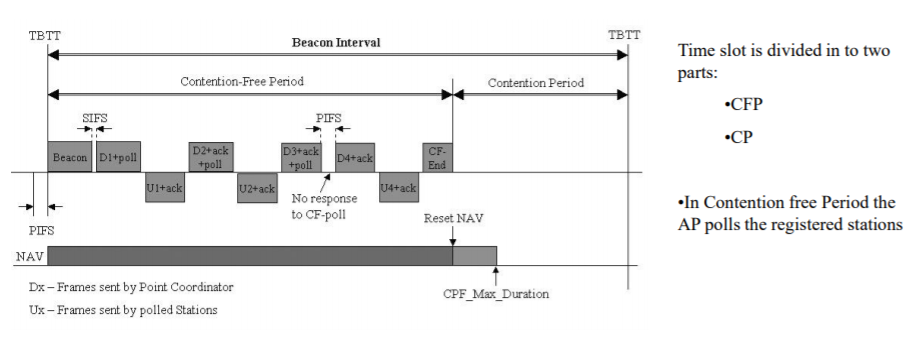 TBTT
TBTT
Beacon Interval
Contention-Free Period
Contention Period
SIFS
PIFS
Beacon
D1+poll
U1+ack
D2+ack
+poll
U2+ack
D3+ack
+poll
D4+ack
U4+ack
CF-
End
No response
to CF-poll
PIFS
Reset NAV
NAV
CPF_Max_Duration
Dx – Frames sent by Point Coordinator
Ux – Frames sent by polled Stations
Time slot is divided in to two
parts:
•CFP
•CP
•In Contention free Period the
AP polls the registered stations